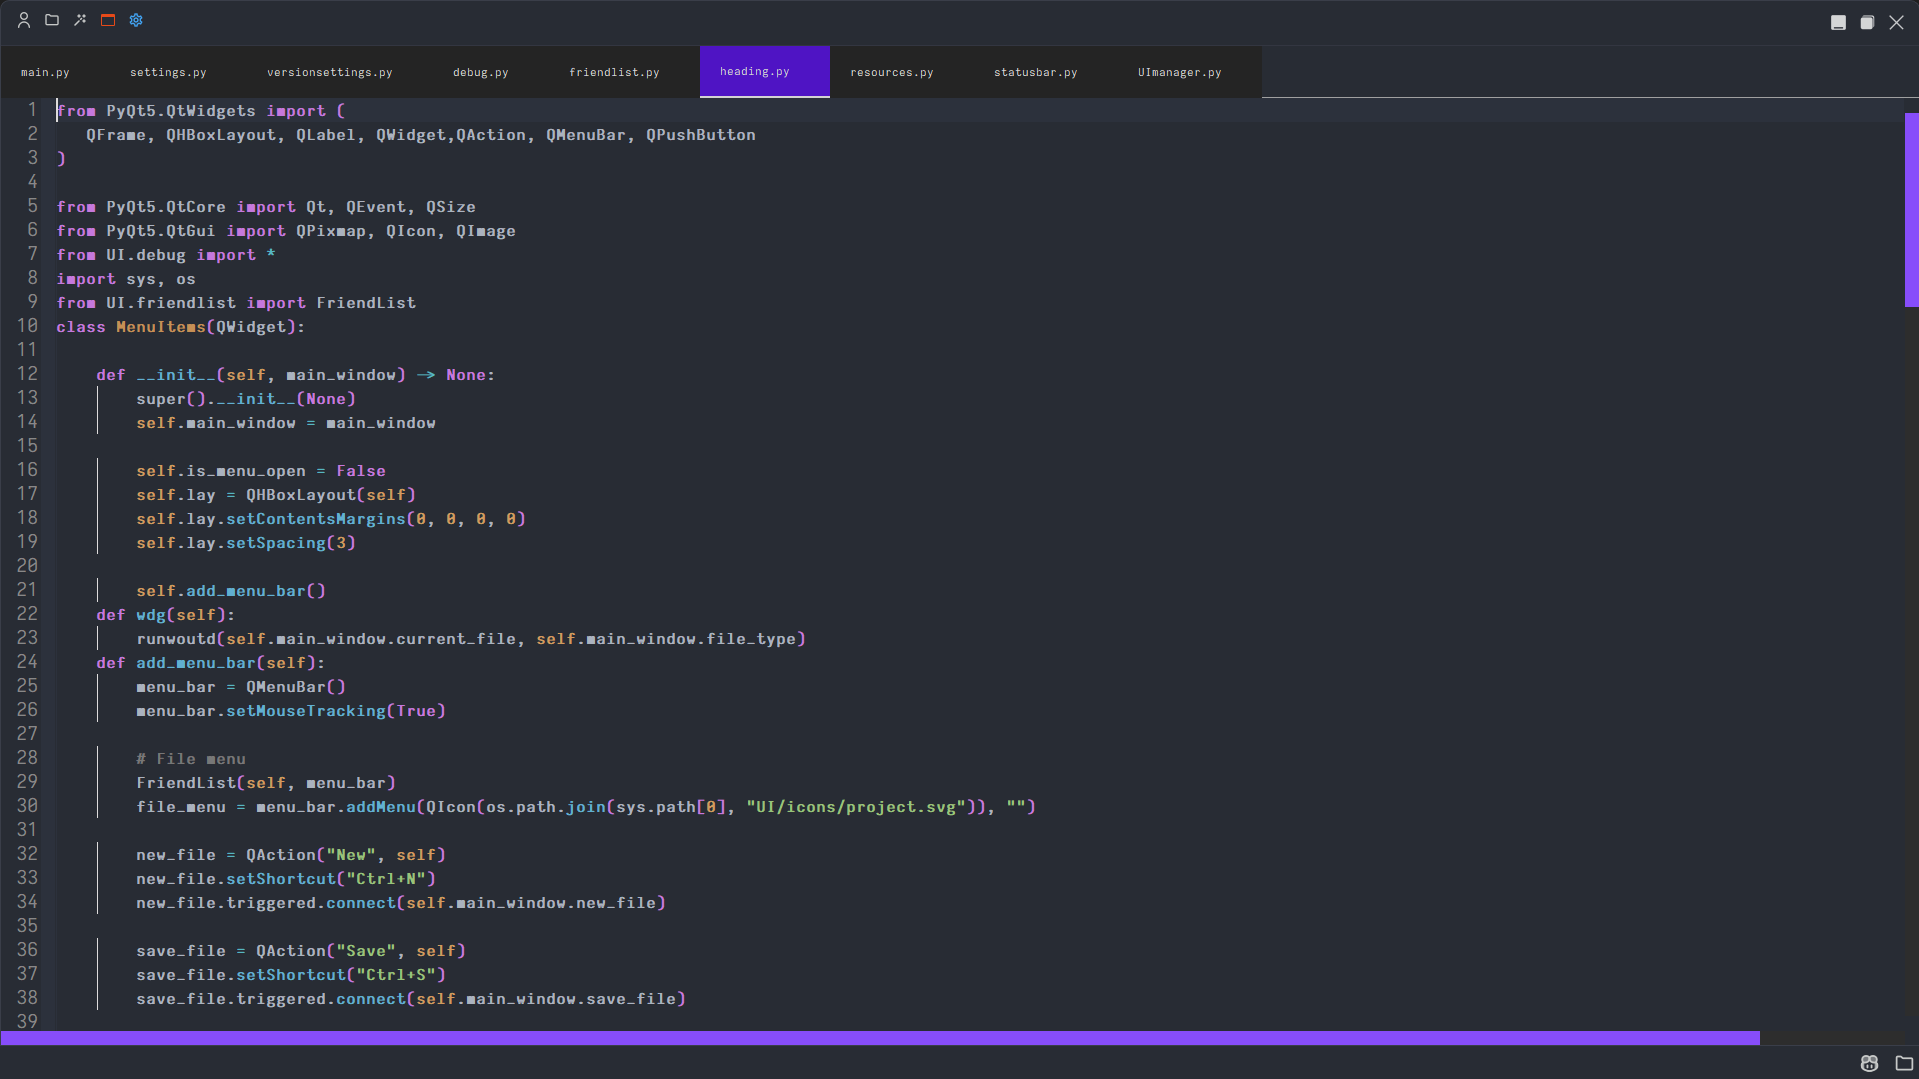 main.py settings.py versionsettings.py debug.py friendlist.py heading.py resources.py statusbar.py UImanager.py
1 from PyQt5.QtWidgets import (
2    QFrame, QHBoxLayout, QLabel, QWidget,QAction, QMenuBar, QPushButton
3 )
4
5 from PyQt5.QtCore import Qt, QEvent, QSize
6 from PyQt5.QtGui import QPixmap, QIcon, QImage
7 from UI.debug import *
8 import sys, os
9 from UI.friendlist import FriendList
10 class MenuItems(QWidget):
11
12     def __init__(self, main_window) -> None:
13         super().__init__(None)
14         self.main_window = main_window
15
16         self.is_menu_open = False
17         self.lay = QHBoxLayout(self)
18         self.lay.setContentsMargins(0, 0, 0, 0)
19         self.lay.setSpacing(3)
20
21         self.add_menu_bar()
22     def wdg(self):
23         runwoutd(self.main_window.current_file, self.main_window.file_type)
24     def add_menu_bar(self):
25         menu_bar = QMenuBar()
26         menu_bar.setMouseTracking(True)
27
28         # File menu
29         FriendList(self, menu_bar)
30         file_menu = menu_bar.addMenu(QIcon(os.path.join(sys.path[0], "UI/icons/project.svg")), "")
31
32         new_file = QAction("New", self)
33         new_file.setShortcut("Ctrl+N")
34         new_file.triggered.connect(self.main_window.new_file)
35
36         save_file = QAction("Save", self)
37         save_file.setShortcut("Ctrl+S")
38         save_file.triggered.connect(self.main_window.save_file)
39